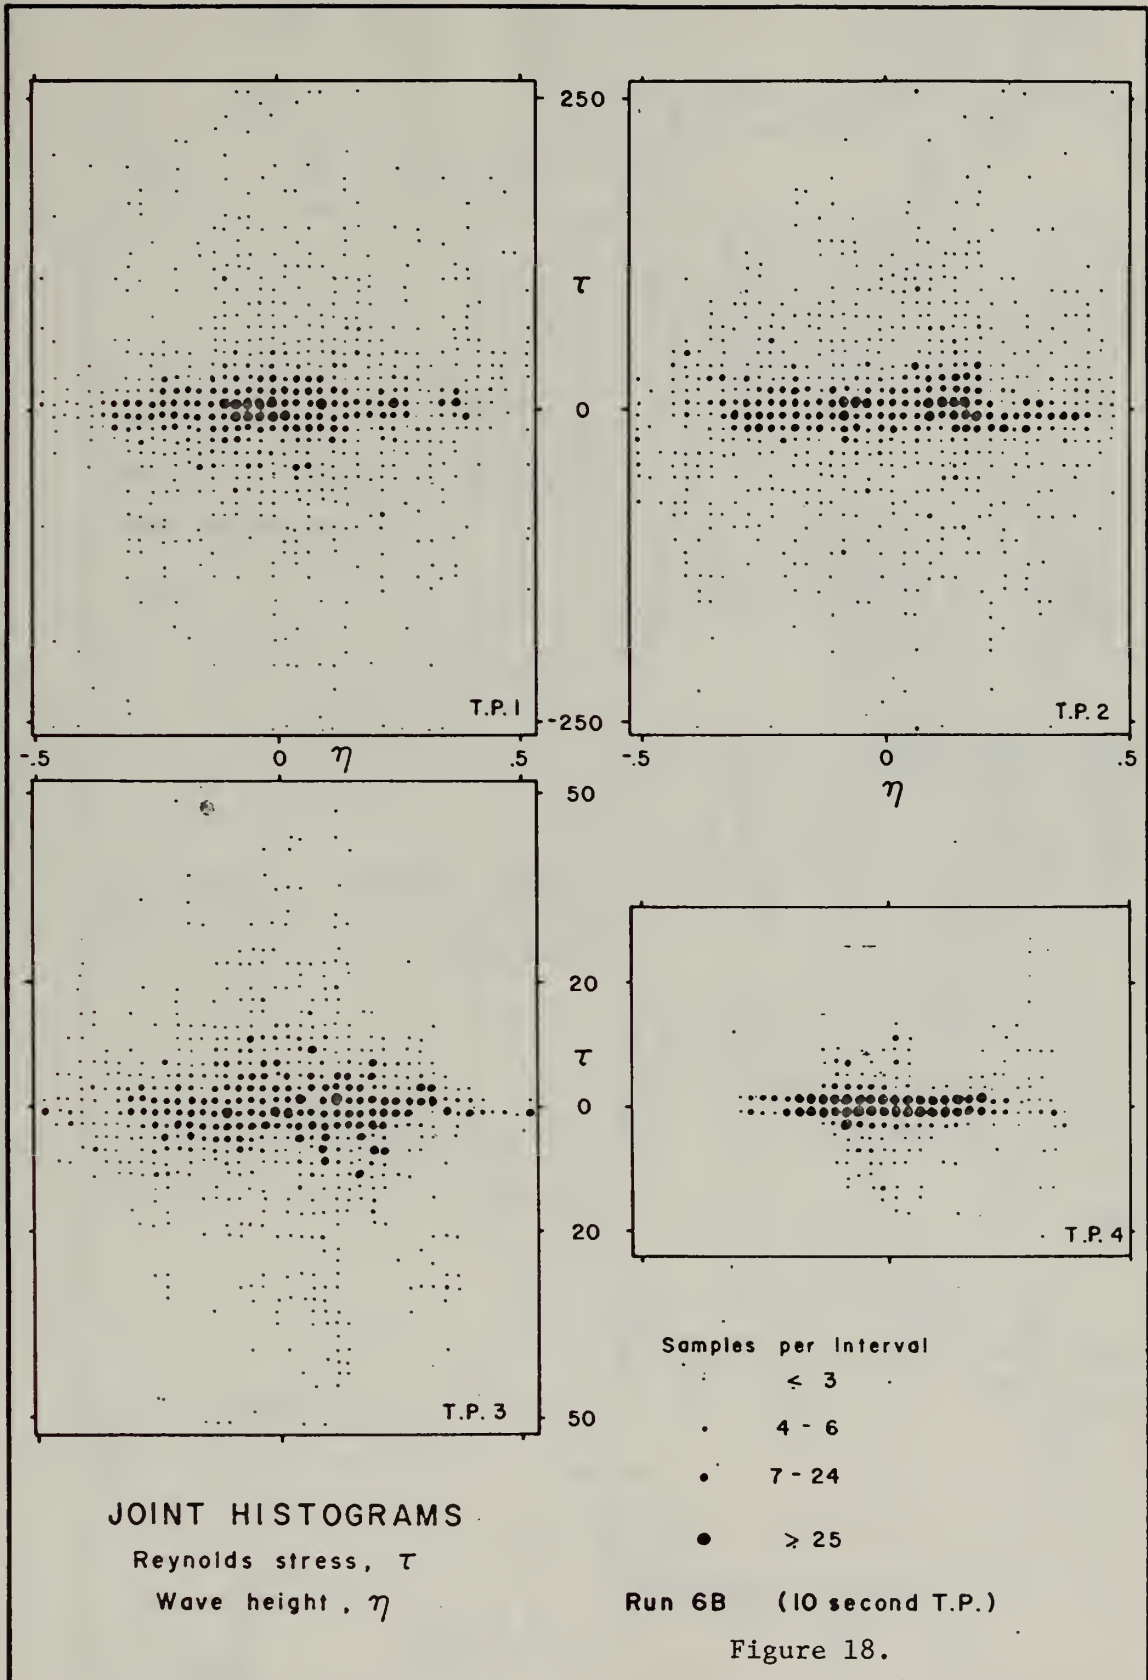 250
τ
0
T.P. 1
-250
T.P. 2
-.5 0 η .5
-.5 0 .5
η
50
20
τ
0
20
T.P. 4
T.P. 3
50
Samples per Interval
≤ 3
4 - 6
7 - 24
≥ 25
JOINT HISTOGRAMS
Reynolds stress, τ
Wave height, η
Run 6B (10 second T.P.)
Figure 18.